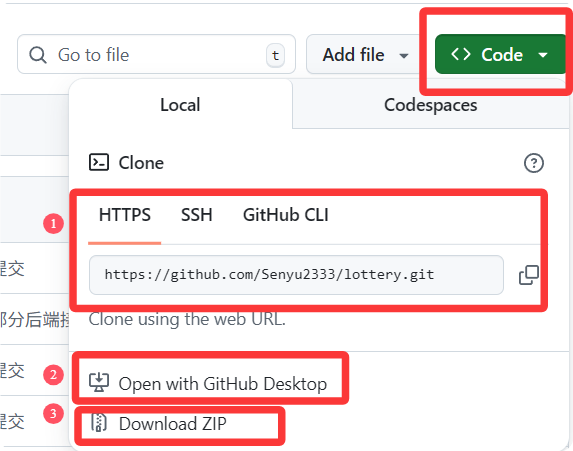 Go to file t Add file Code
Local Codespaces
Clone
1 HTTPS SSH GitHub CLI
提交 https://github.com/Senyu2333/lottery.git
部分后端接 Clone using the web URL.
提交 2 Open with GitHub Desktop
提交 3 Download ZIP